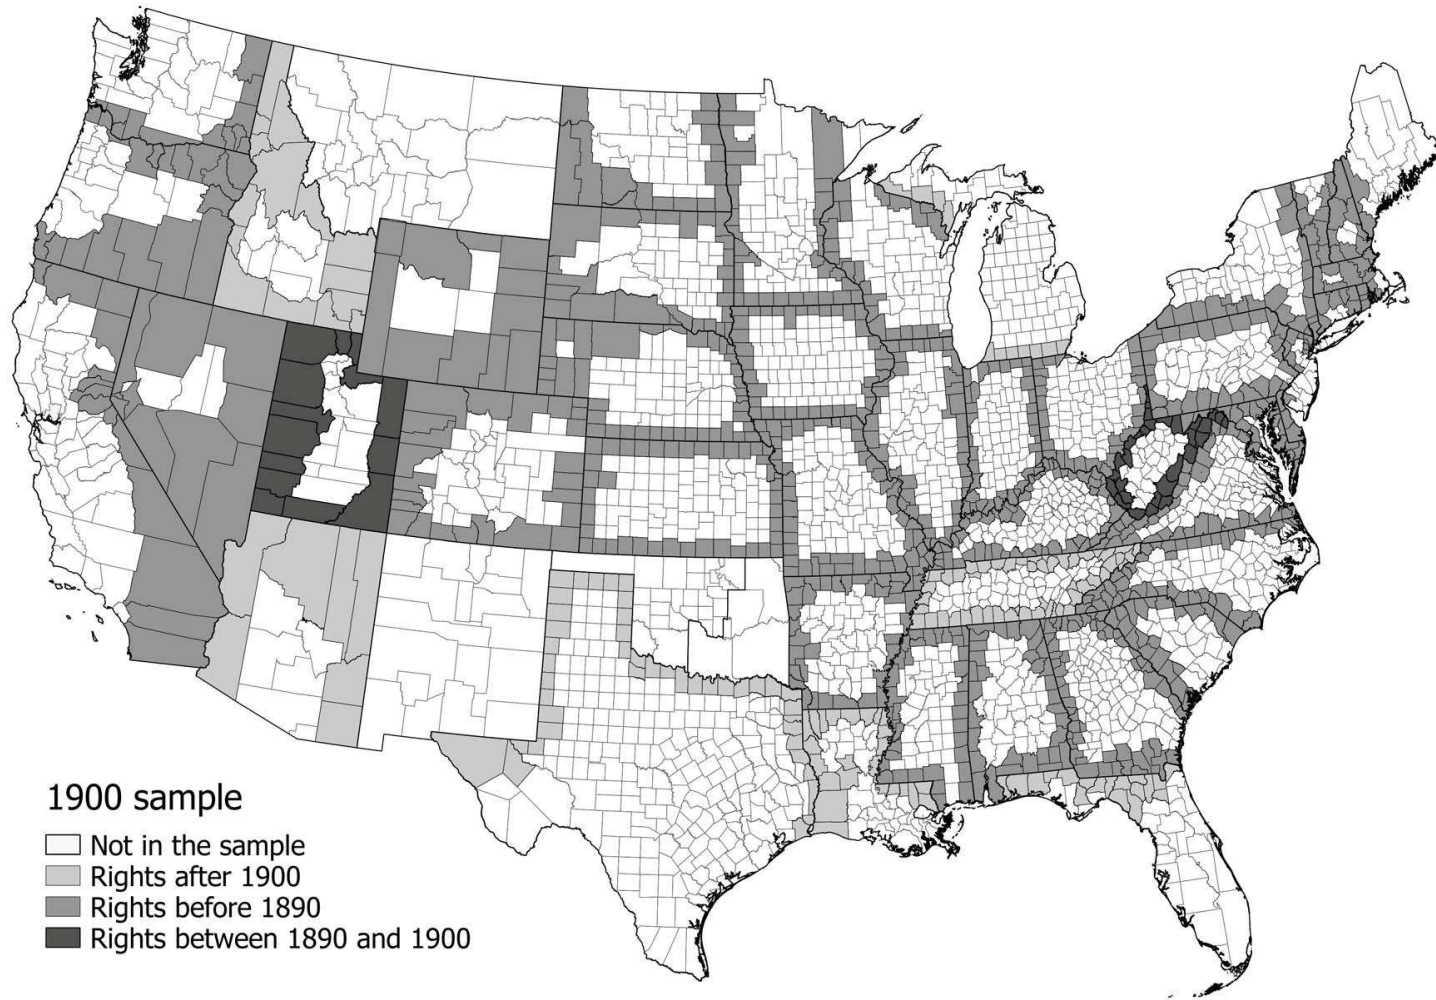 1900 sample
Not in the sample
Rights after 1900
Rights before 1890
Rights between 1890 and 1900